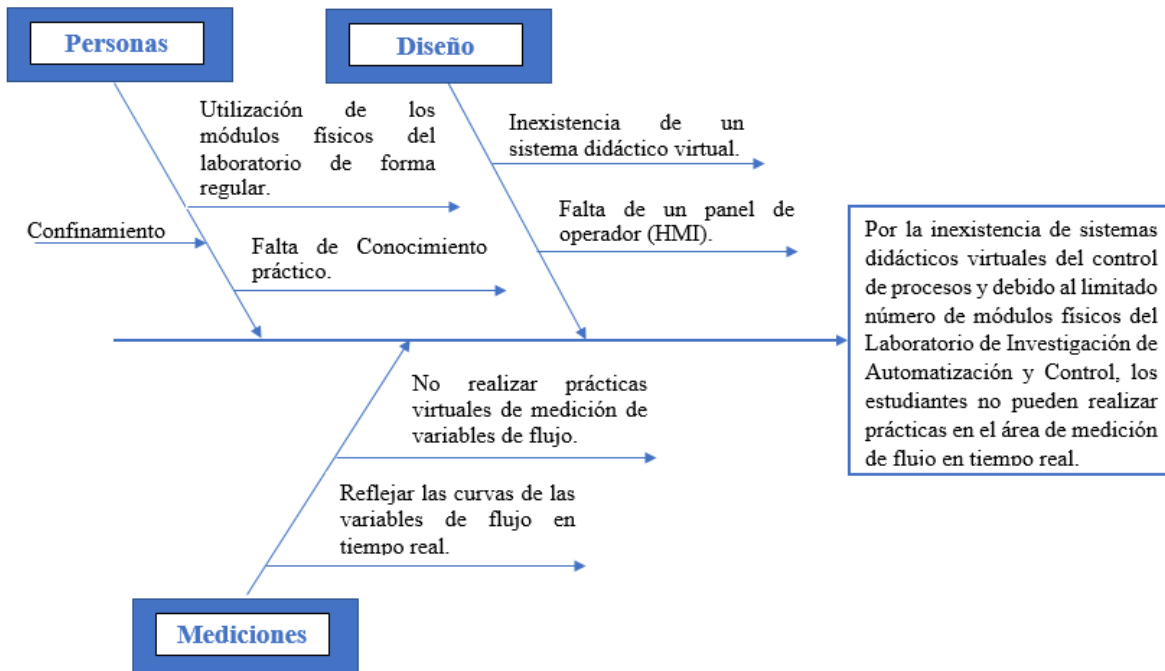 Personas
Diseño
Utilización de los
módulos físicos del
laboratorio de forma
regular.
Confinamiento
Falta de Conocimiento
práctico.
Inexistencia de un
sistema didáctico virtual.
Falta de un panel de
operador (HMI).
Por la inexistencia de sistemas
didácticos virtuales del control
de procesos y debido al limitado
número de módulos físicos del
Laboratorio de Investigación de
Automatización y Control, los
estudiantes no pueden realizar
prácticas en el área de medición
de flujo en tiempo real.
No realizar prácticas
virtuales de medición de
variables de flujo.
Reflejar las curvas de las
variables de flujo en
tiempo real.
Mediciones